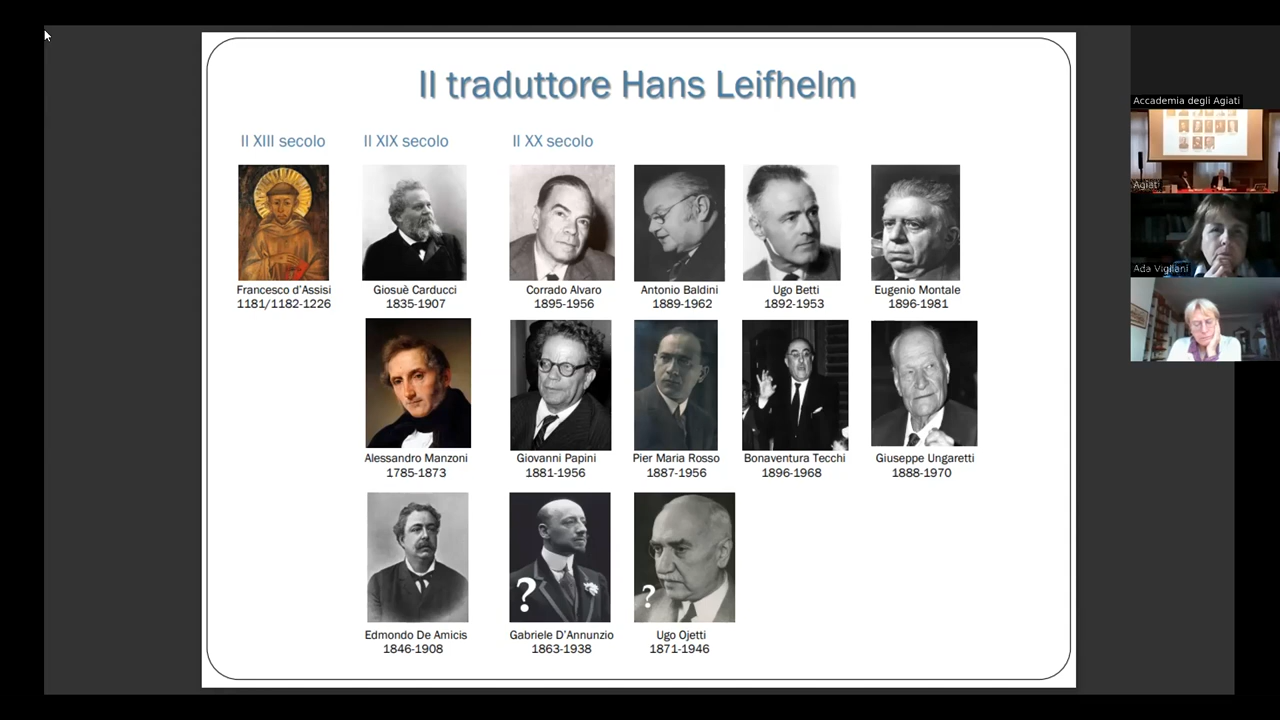 Il traduttore Hans Leifhelm
Il XIII secolo
Il XIX secolo
Il XX secolo
Francesco d'Assisi
1181/1182-1226
Giosuè Carducci
1835-1907
Corrado Alvaro
1895-1956
Antonio Baldini
1889-1962
Ugo Betti
1892-1953
Eugenio Montale
1896-1981
Alessandro Manzoni
1785-1873
Giovanni Papini
1881-1956
Pier Maria Rosso
1887-1956
Bonaventura Tecchi
1896-1968
Giuseppe Ungaretti
1888-1970
Edmondo De Amicis
1846-1908
?
Gabriele D'Annunzio
1863-1938
?
Ugo Ojetti
1871-1946
Accademia degli Agiati
Agiati
Ada Vigliani